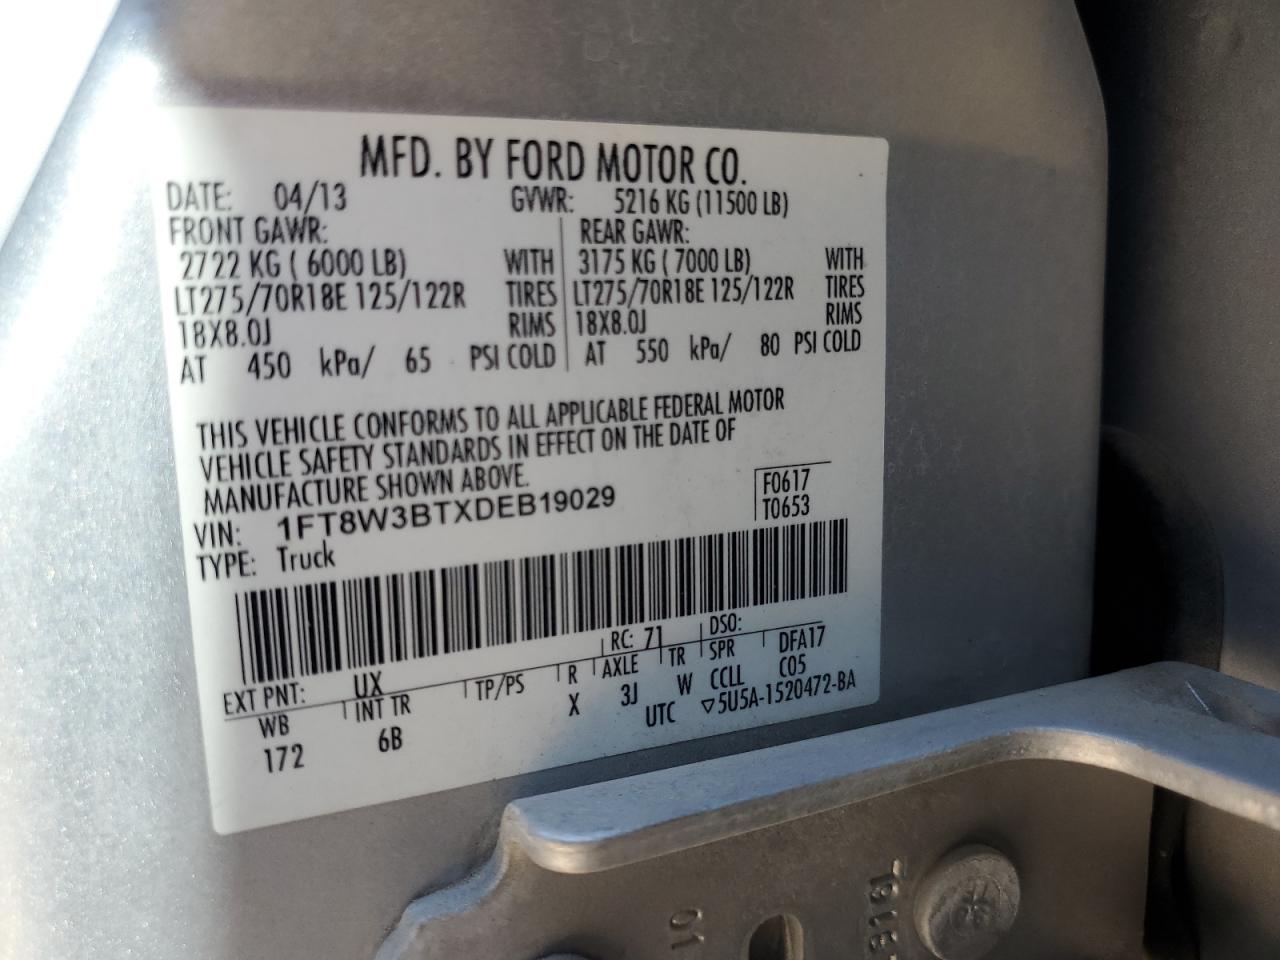 MFD. BY FORD MOTOR CO.
DATE: 04/13 GVWR: 5216 KG (11500 LB)
FRONT GAWR: REAR GAWR:
2722 KG ( 6000 LB) WITH 3175 KG ( 7000 LB) WITH
LT275/70R18E 125/122R TIRES LT275/70R18E 125/122R TIRES
18X8.0J RIMS 18X8.0J RIMS
AT 450 kPa/ 65 PSI COLD AT 550 kPa/ 80 PSI COLD
THIS VEHICLE CONFORMS TO ALL APPLICABLE FEDERAL MOTOR
VEHICLE SAFETY STANDARDS IN EFFECT ON THE DATE OF
MANUFACTURE SHOWN ABOVE.
F0617
VIN: 1FT8W3BTXDEB19029 T0653
TYPE: Truck
RC: 71 DSO:
EXT PNT: UX
WB INT TR TP/PS R AXLE TR SPR DFA17
172 6B X 3J W CCLL C05
UTC ▽5U5A-1520472-BA
01